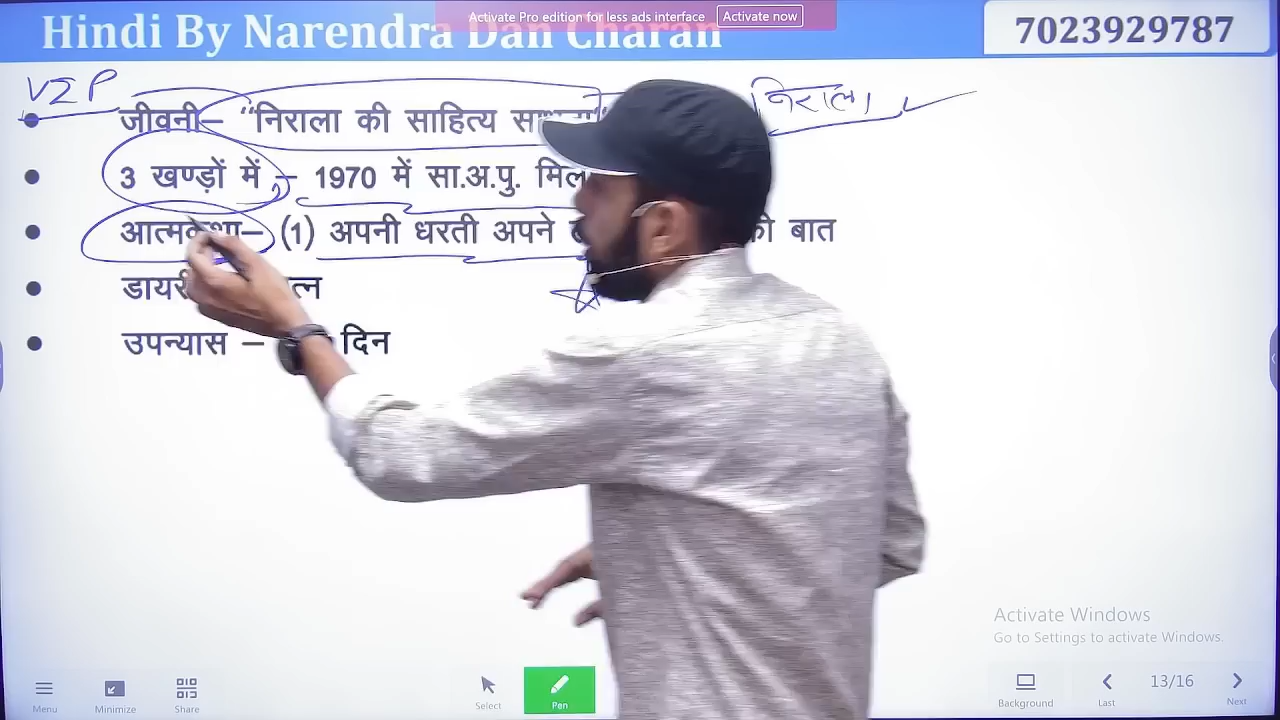 Activate Pro edition for less ads interface Activate now
Hindi By Narendra Dan Charan 7023929787
VIP
जीवनी– "निराला की साहित्य निराला
3 खण्डों में – 1970 में सा.अ.पु.
आत्मकथा– (1) अपनी धरती अपने बात
उपन्यास – दिन
Activate Windows
Go to Settings to activate Windows.
Menu Minimize Share Select Pen Background Last 13/16 Next